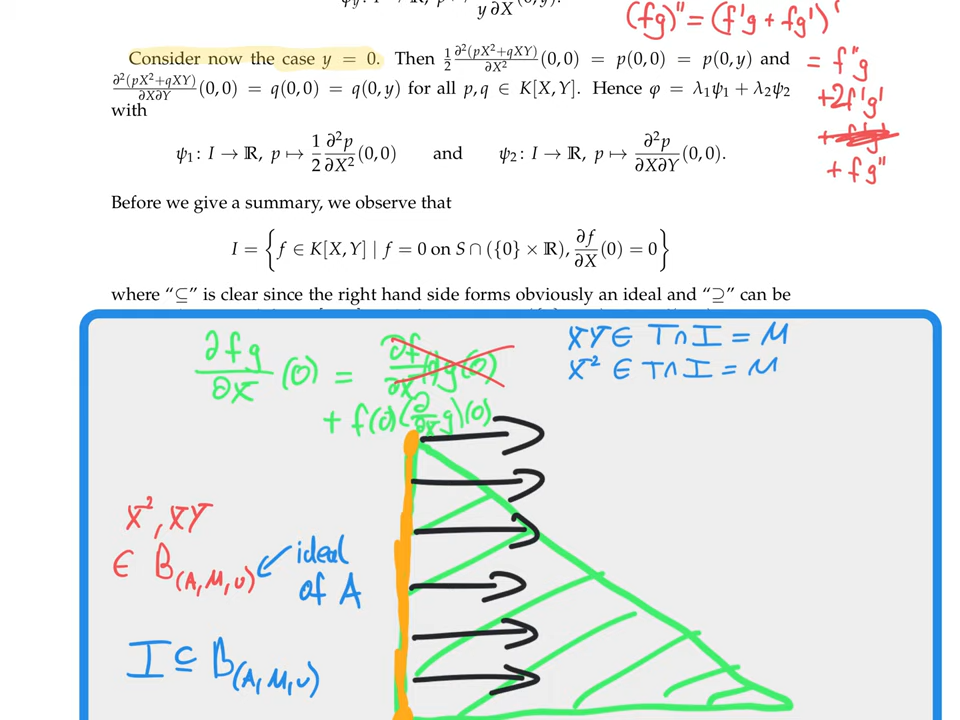 y ∂X
(fg)'' = (f'g + fg')'
Consider now the case y = 0. Then 1/2 ∂²(pX²+qXY)/∂X² (0,0) = p(0,0) = p(0,y) and
= f''g
∂²(pX²+qXY)/∂X∂Y (0,0) = q(0,0) = q(0,y) for all p,q ∈ K[X,Y]. Hence φ = λ₁ψ₁ + λ₂ψ₂
+2f'g'
with
ψ₁: I → ℝ, p ↦ 1/2 ∂²p/∂X² (0,0) and ψ₂: I → ℝ, p ↦ ∂²p/∂X∂Y (0,0).
+ fg''
Before we give a summary, we observe that
I = { f ∈ K[X,Y] | f = 0 on S ∩ ({0} × ℝ), ∂f/∂X (0) = 0 }
where "⊆" is clear since the right hand side forms obviously an ideal and "⊇" can be
XY ∈ T∩I = M
X² ∈ T∩I = M
∂fg/∂X (0) = ∂f/∂X (0)g(0)
+ f(0)(∂/∂X g)(0)
X², XY
∈ B(A,M,u) ideal
of A
I ⊆ B(A,M,u)